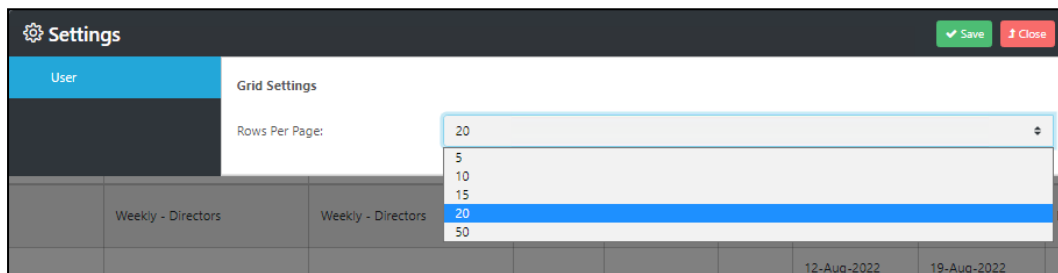 Settings
Save
Close
User
Grid Settings
Rows Per Page:
20
5
10
15
20
50
Weekly - Directors
Weekly - Directors
12-Aug-2022
19-Aug-2022